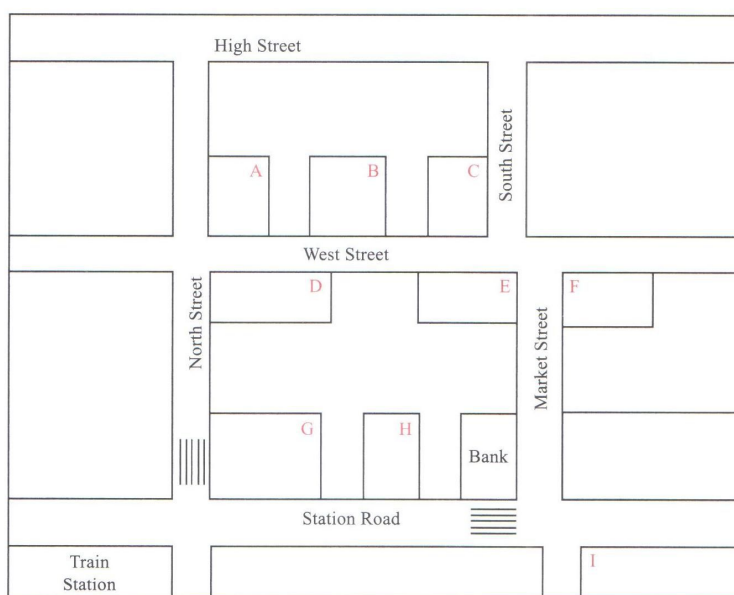 High Street
A
B
C
South Street
West Street
North Street
D
E
F
Market Street
G
H
Bank
Station Road
Train
Station
I